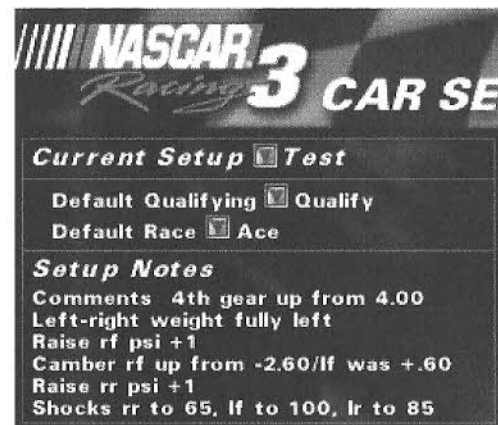 NASCAR.
Racing 3 CAR SE
Current Setup Test
Default Qualifying Qualify
Default Race Ace
Setup Notes
Comments 4th gear up from 4.00
Left-right weight fully left
Raise rf psi +1
Camber rf up from -2.60/lf was +.60
Raise rr psi +1
Shocks rr to 65, lf to 100, lr to 85